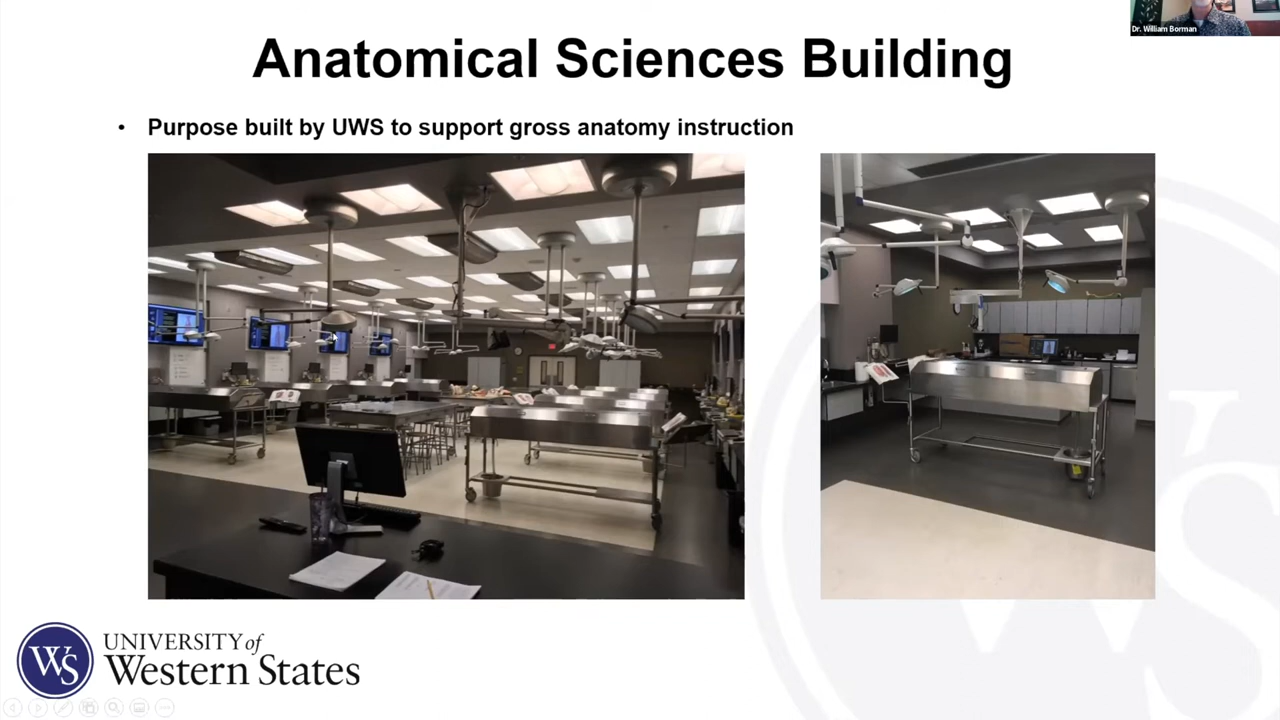 Dr. William Borman
Anatomical Sciences Building
• Purpose built by UWS to support gross anatomy instruction
WS
UNIVERSITY of
Western States